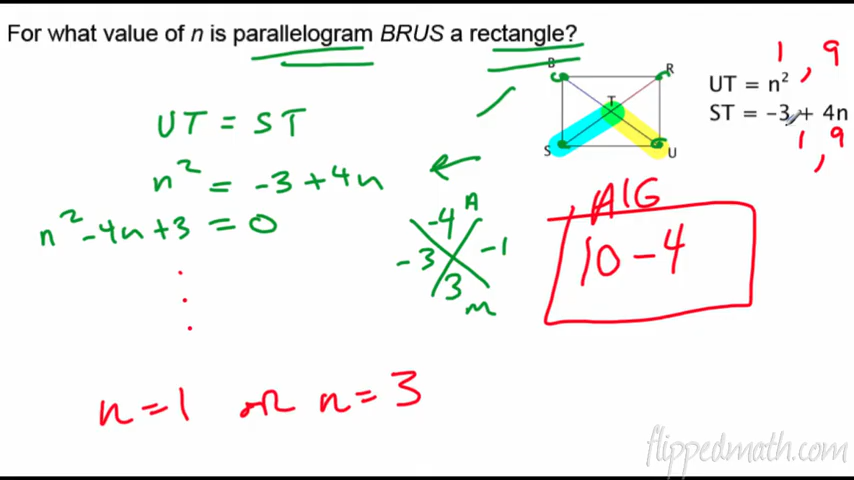 For what value of n is parallelogram BRUS a rectangle?
1, 9
B
R
T
S
U
UT = n²
ST = -3 + 4n
1, 9
UT = ST
n² = -3 + 4n
n² - 4n + 3 = 0
-4 A
-3 -1
3 M
AlG
10-4
n = 1 or n = 3
flippedmath.com